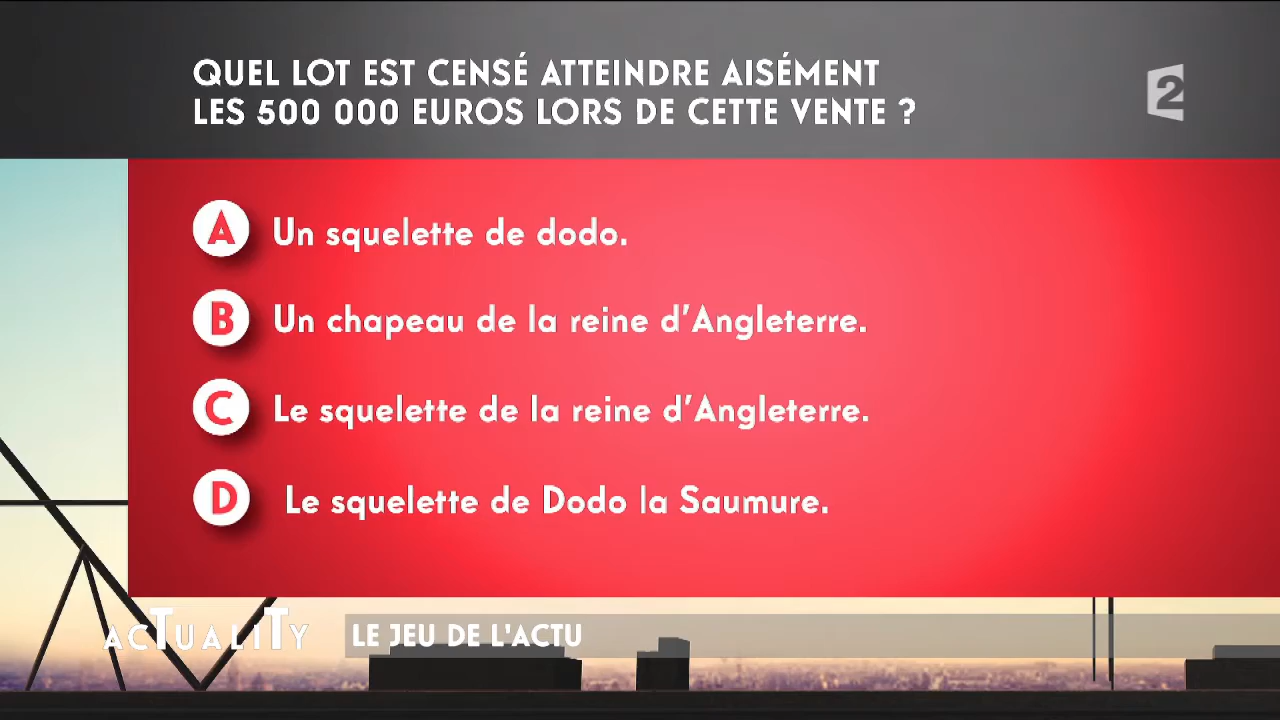 QUEL LOT EST CENSÉ ATTEINDRE AISÉMENT
LES 500 000 EUROS LORS DE CETTE VENTE ?
2
A Un squelette de dodo.
B Un chapeau de la reine d'Angleterre.
C Le squelette de la reine d'Angleterre.
D Le squelette de Dodo la Saumure.
ACTUALITY
LE JEU DE L'ACTU